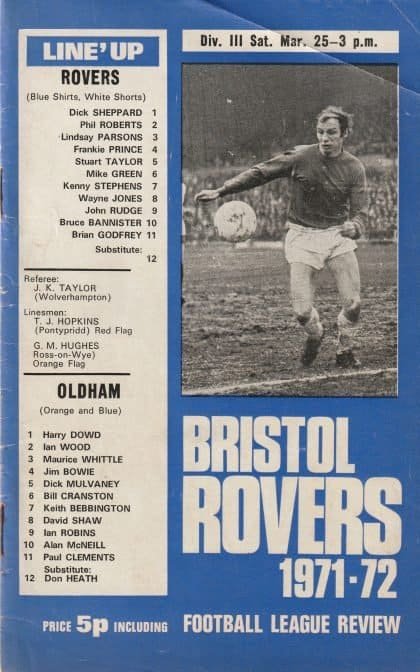 LINE'UP
ROVERS
(Blue Shirts, White Shorts)
Dick SHEPPARD 1
Phil ROBERTS 2
Lindsay PARSONS 3
Frankie PRINCE 4
Stuart TAYLOR 5
Mike GREEN 6
Kenny STEPHENS 7
Wayne JONES 8
John RUDGE 9
Bruce BANNISTER 10
Brian GODFREY 11
Substitute:
12
Referee:
J. K. TAYLOR
(Wolverhampton)
Linesmen:
T. J. HOPKINS
(Pontypridd) Red Flag
G. M. HUGHES
Ross-on-Wye)
Orange Flag
OLDHAM
(Orange and Blue)
1 Harry DOWD
2 Ian WOOD
3 Maurice WHITTLE
4 Jim BOWIE
5 Dick MULVANEY
6 Bill CRANSTON
7 Keith BEBBINGTON
8 David SHAW
9 Ian ROBINS
10 Alan McNEILL
11 Paul CLEMENTS
Substitute:
12 Don HEATH
Div. III Sat. Mar. 25-3 p.m.
BRISTOL
ROVERS
1971-72
PRICE 5p INCLUDING FOOTBALL LEAGUE REVIEW